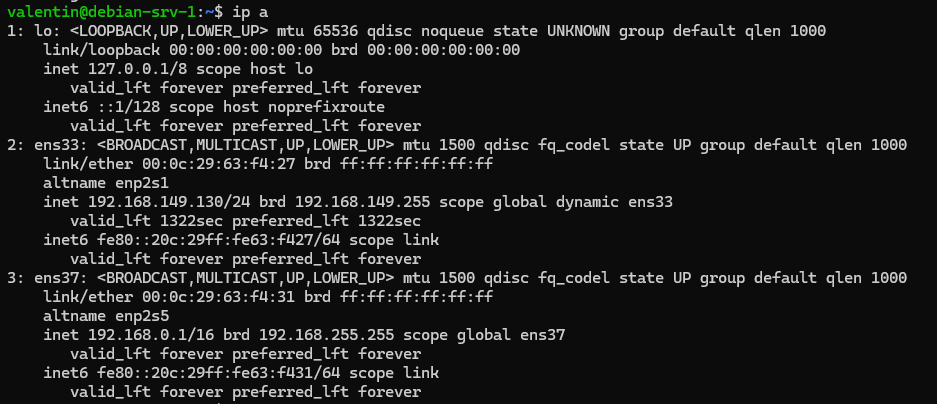 valentin@debian-srv-1:~$ ip a
1: lo: <LOOPBACK,UP,LOWER_UP> mtu 65536 qdisc noqueue state UNKNOWN group default qlen 1000
    link/loopback 00:00:00:00:00:00 brd 00:00:00:00:00:00
    inet 127.0.0.1/8 scope host lo
       valid_lft forever preferred_lft forever
    inet6 ::1/128 scope host noprefixroute
       valid_lft forever preferred_lft forever
2: ens33: <BROADCAST,MULTICAST,UP,LOWER_UP> mtu 1500 qdisc fq_codel state UP group default qlen 1000
    link/ether 00:0c:29:63:f4:27 brd ff:ff:ff:ff:ff:ff
    altname enp2s1
    inet 192.168.149.130/24 brd 192.168.149.255 scope global dynamic ens33
       valid_lft 1322sec preferred_lft 1322sec
    inet6 fe80::20c:29ff:fe63:f427/64 scope link
       valid_lft forever preferred_lft forever
3: ens37: <BROADCAST,MULTICAST,UP,LOWER_UP> mtu 1500 qdisc fq_codel state UP group default qlen 1000
    link/ether 00:0c:29:63:f4:31 brd ff:ff:ff:ff:ff:ff
    altname enp2s5
    inet 192.168.0.1/16 brd 192.168.255.255 scope global ens37
       valid_lft forever preferred_lft forever
    inet6 fe80::20c:29ff:fe63:f431/64 scope link
       valid_lft forever preferred_lft forever